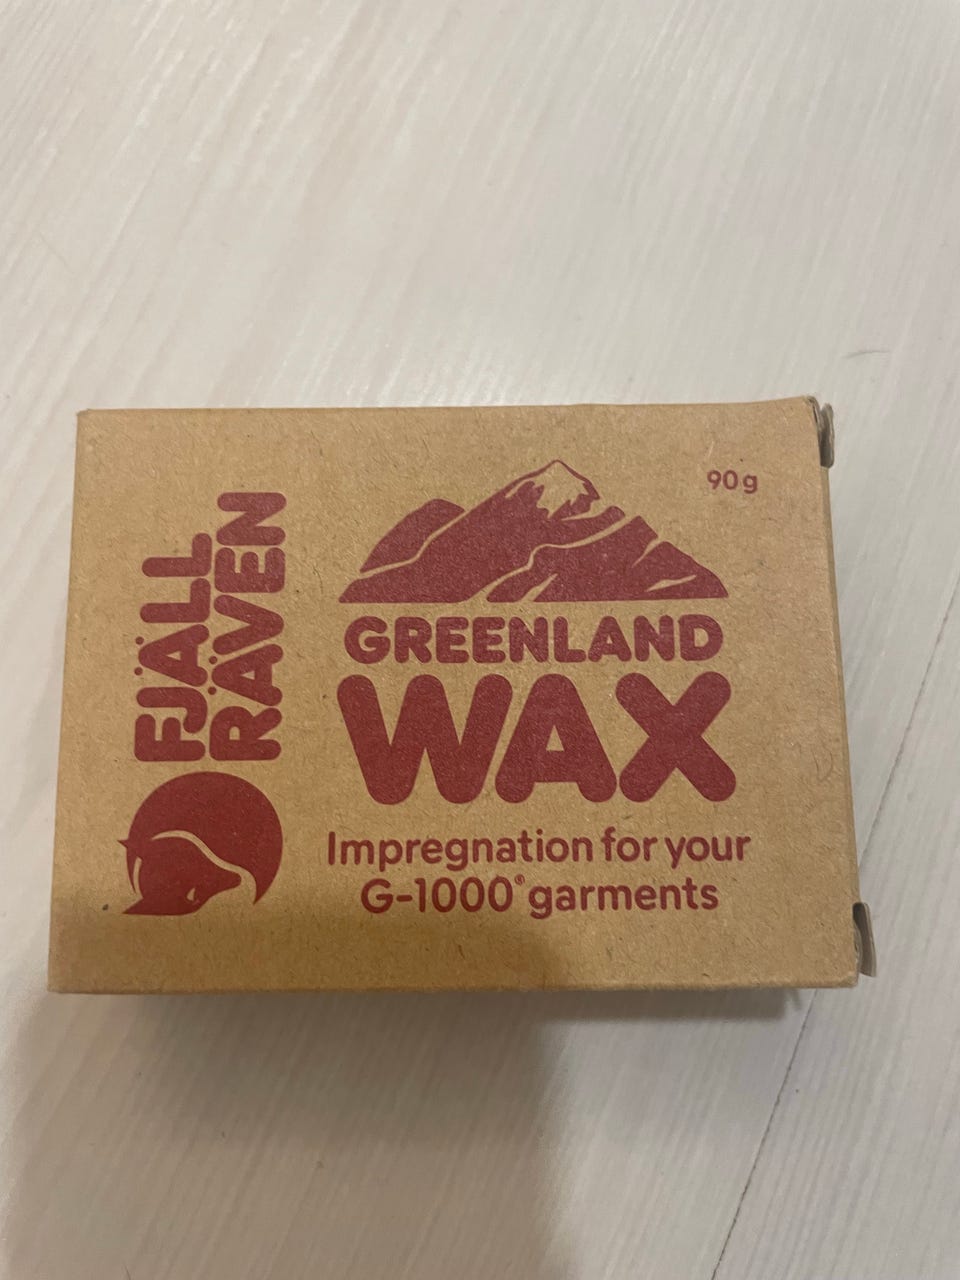 FJÄLL
RÄVEN
90g
GREENLAND
WAX
Impregnation for your
G-1000® garments